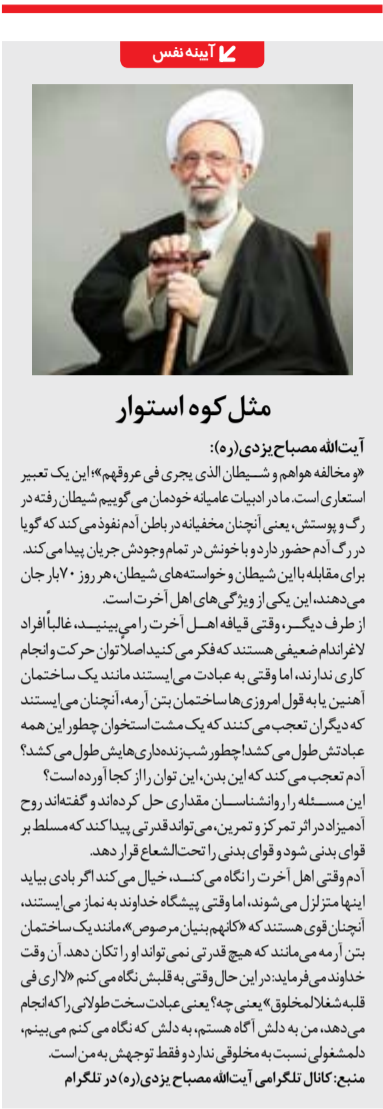 آیینه نفس
مثل کوه استوار
آیت‌الله مصباح یزدی(ره):
«و مخالفه هواهم و شـیطان الذی یجری فی عروقهم»؛ این یک تعبیر
استعاری است. ما در ادبیات عامیانه خودمان می‌گوییم شیطان رفته در
رگ و پوستش، یعنی آنچنان مخفیانه در باطن آدم نفوذ می‌کند که گویا
در رگ آدم حضور دارد و با خونش در تمام وجودش جریان پیدا می‌کند.
برای مقابله با این شیطان و خواسته‌های شیطان، هر روز ۷۰بار جان
می‌دهند، این یکی از ویژگی‌های اهل آخرت است.
از طرف دیگـر، وقتی قیافه اهـل آخرت را می‌بینیـد، غالباً افراد
لاغراندام ضعیفی هستند که فکر می‌کنید اصلا توان حرکت و انجام
کاری ندارند، اما وقتی به عبادت می‌ایستند مانند یک ساختمان
آهنین یا به قول امروزی‌ها ساختمان بتن آرمه، آنچنان می‌ایستند
که دیگران تعجب می‌کنند که یک مشت استخوان چطور این همه
عبادتش طول می‌کشد! چطور شب‌زنده‌داری‌هایش طول می‌کشد؟
آدم تعجب می‌کند که این بدن، این توان را از کجا آورده است؟
این مسـئله را روانشناسـان مقداری حل کرده‌اند و گفته‌اند روح
آدمیزاد در اثر تمرکز و تمرین، می‌تواند قدرتی پیدا کند که مسلط بر
قوای بدنی شود و قوای بدنی را تحت‌الشعاع قرار دهد.
آدم وقتی اهل آخرت را نگاه می‌کنـد، خیال می‌کند اگر بادی بیاید
اینها متزلزل می‌شوند، اما وقتی پیشگاه خداوند به نماز می‌ایستند،
آنچنان قوی هستند که «کانهم بنیان مرصوص»، مانند یک ساختمان
بتن آرمه می‌مانند که هیچ قدرتی نمی‌تواند او را تکان دهد. آن وقت
خداوند می‌فرماید: در این حال وقتی به قلبش نگاه می‌کنم «لااری فی
قلبه شغلا لمخلوق» یعنی چه؟ یعنی عبادت سخت طولانی را که انجام
می‌دهد، من به دلش آگاه هستم، به دلش که نگاه می‌کنم می‌بینم،
دلمشغولی نسبت به مخلوقی ندارد و فقط توجهش به من است.
منبع: کانال تلگرامی آیت‌الله مصباح یزدی(ره) در تلگرام